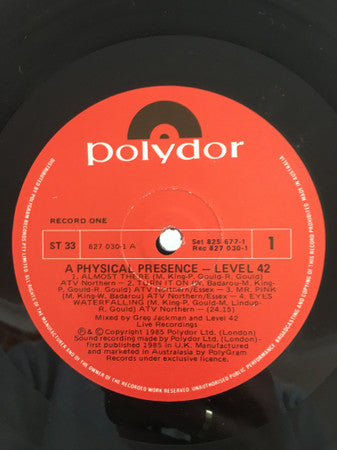 polydor
RECORD ONE
ST 33
827 030-1 A
Set 825 677-1
Rec 827 030-1
1
A PHYSICAL PRESENCE — LEVEL 42
1. ALMOST THERE (M. King-P. Gould-R. Gould)
ATV Northern - 2. TURN IT ON (W. Badarou-M. King-
P. Gould-R. Gould) ATV Northern/Essex - 3. MR. PINK
(M. King-W. Badarou) ATV Northern/Essex - 4. EYES
WATERFALLING (M. King-P. Gould-M. Lindup-
R. Gould) ATV Northern - (24.15)
Mixed by Greg Jackman and Level 42
Live Recordings
℗ & © Copyright 1985 Polydor Ltd. (London)
Sound recording made by Polydor Ltd. (London) -
first published 1985 in U.K. Manufactured
and marketed in Australasia by PolyGram
Records under exclusive licence.
MADE IN AUSTRALIA